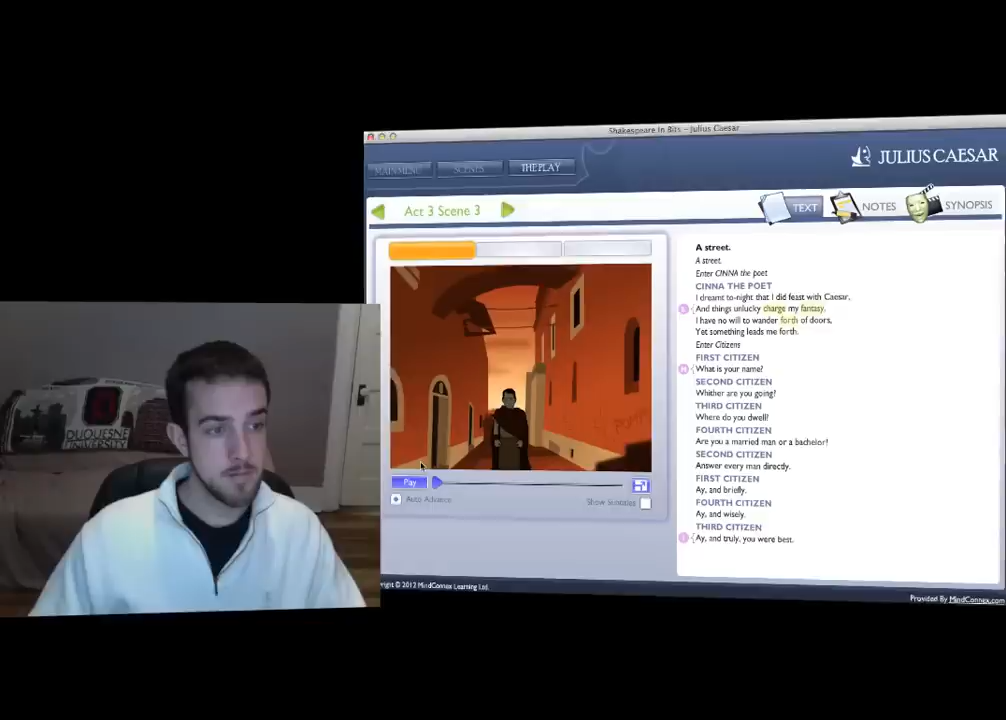 Shakespeare In Bits - Julius Caesar
MAIN MENU
SCENES
THE PLAY
JULIUS CAESAR
Act 3 Scene 3
TEXT
NOTES
SYNOPSIS
A street.
A street.
Enter CINNA the poet
CINNA THE POET
I dreamt to-night that I did feast with Caesar,
And things unlucky charge my fantasy.
I have no will to wander forth of doors,
Yet something leads me forth.
Enter Citizens
FIRST CITIZEN
What is your name?
SECOND CITIZEN
Whither are you going?
THIRD CITIZEN
Where do you dwell?
FOURTH CITIZEN
Are you a married man or a bachelor?
SECOND CITIZEN
Answer every man directly.
FIRST CITIZEN
Ay, and briefly.
FOURTH CITIZEN
Ay, and wisely.
THIRD CITIZEN
Ay, and truly, you were best.
Play
Auto Advance
Show Subtitles
DUQUESNE
UNIVERSITY
© 2012 MindConnex Learning Ltd.
Provided By MindConnex.com